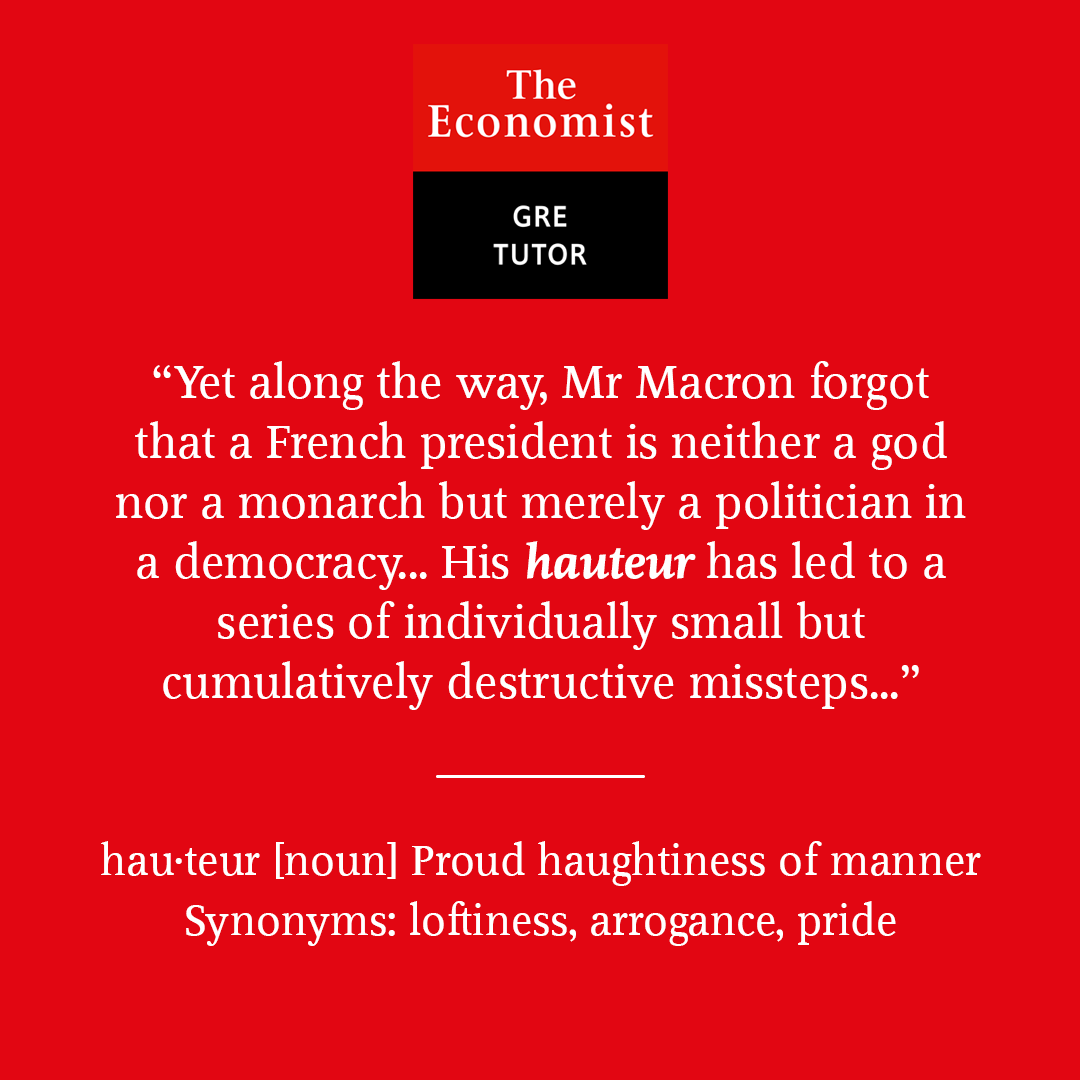 The
Economist
GRE
TUTOR
“Yet along the way, Mr Macron forgot
that a French president is neither a god
nor a monarch but merely a politician in
a democracy... His hauteur has led to a
series of individually small but
cumulatively destructive missteps...”
hau·teur [noun] Proud haughtiness of manner
Synonyms: loftiness, arrogance, pride